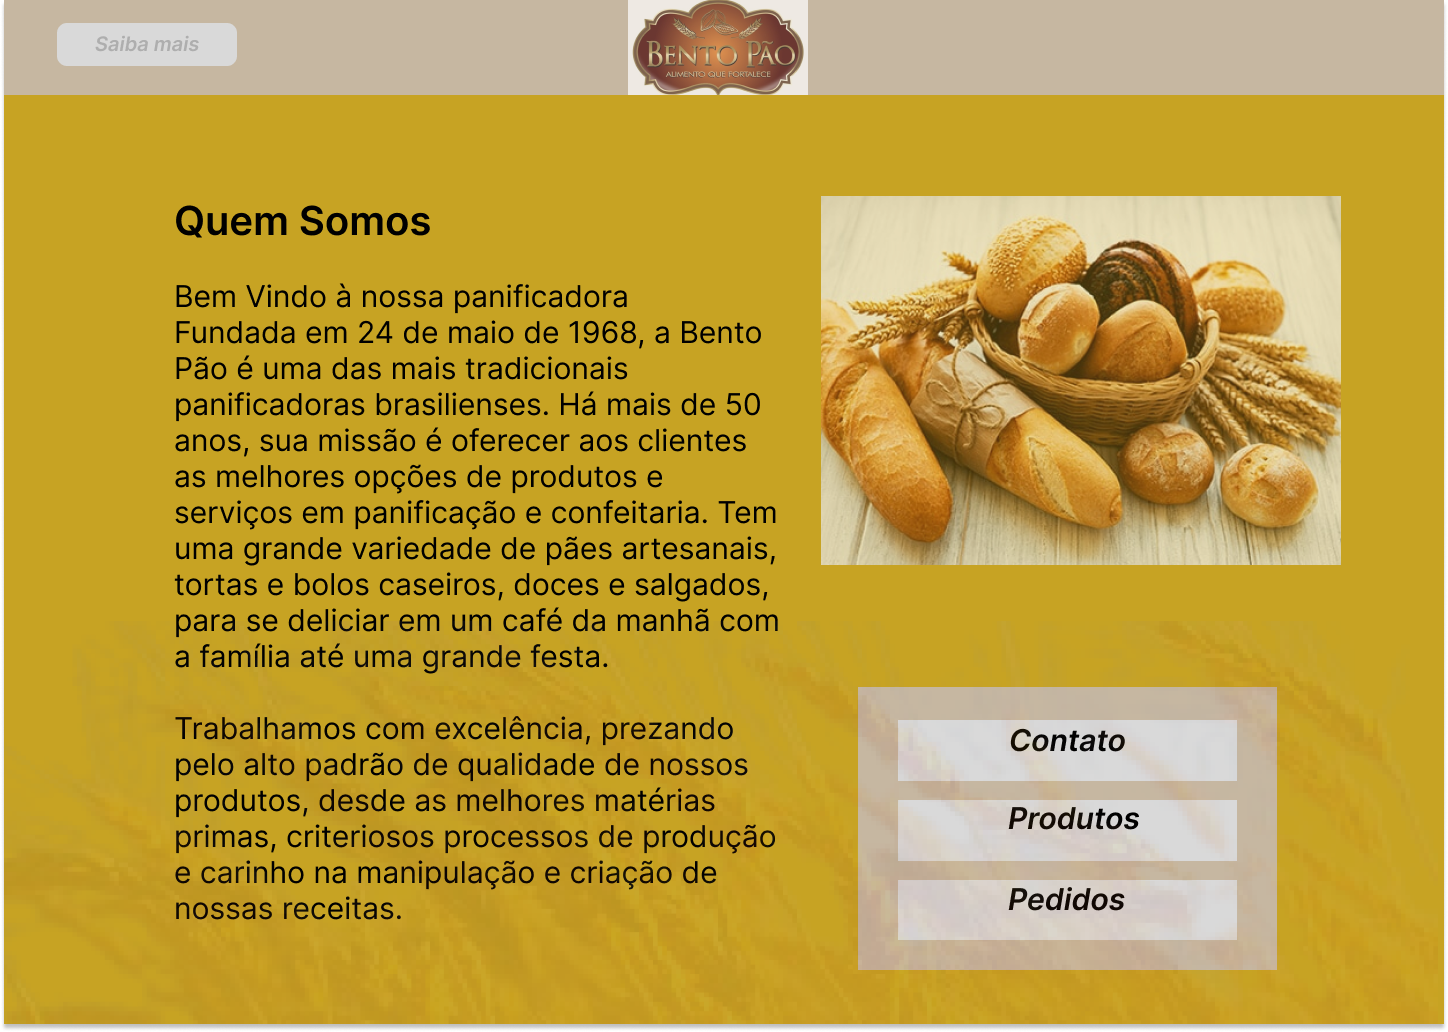 Saiba mais
BENTO PÃO
ALIMENTO QUE FORTALECE
Quem Somos
Bem Vindo à nossa panificadora
Fundada em 24 de maio de 1968, a Bento
Pão é uma das mais tradicionais
panificadoras brasilienses. Há mais de 50
anos, sua missão é oferecer aos clientes
as melhores opções de produtos e
serviços em panificação e confeitaria. Tem
uma grande variedade de pães artesanais,
tortas e bolos caseiros, doces e salgados,
para se deliciar em um café da manhã com
a família até uma grande festa.
Trabalhamos com excelência, prezando
pelo alto padrão de qualidade de nossos
produtos, desde as melhores matérias
primas, criteriosos processos de produção
e carinho na manipulação e criação de
nossas receitas.
Contato
Produtos
Pedidos